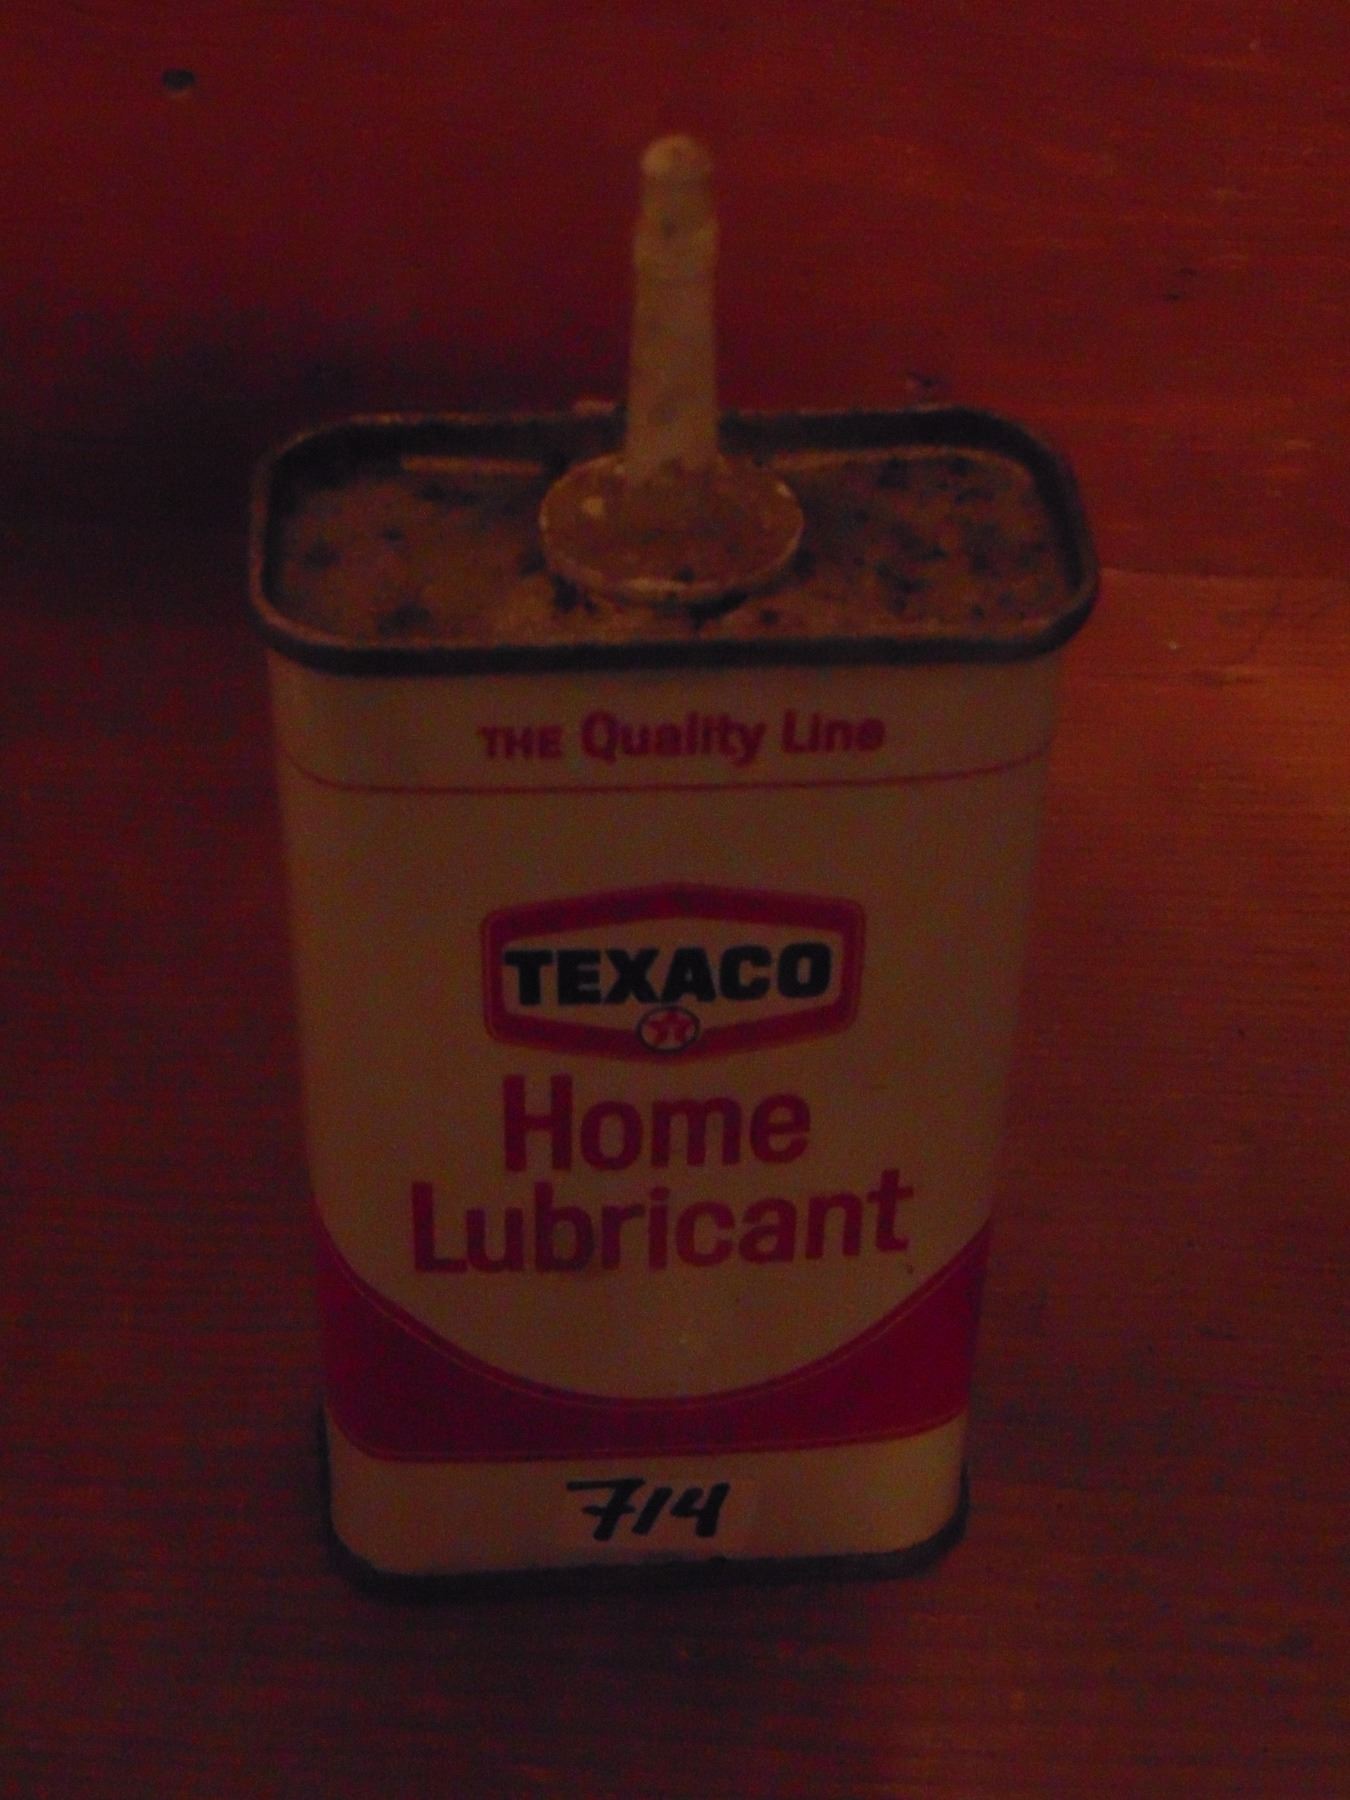 THE Quality Line
TEXACO
Home
Lubricant
714